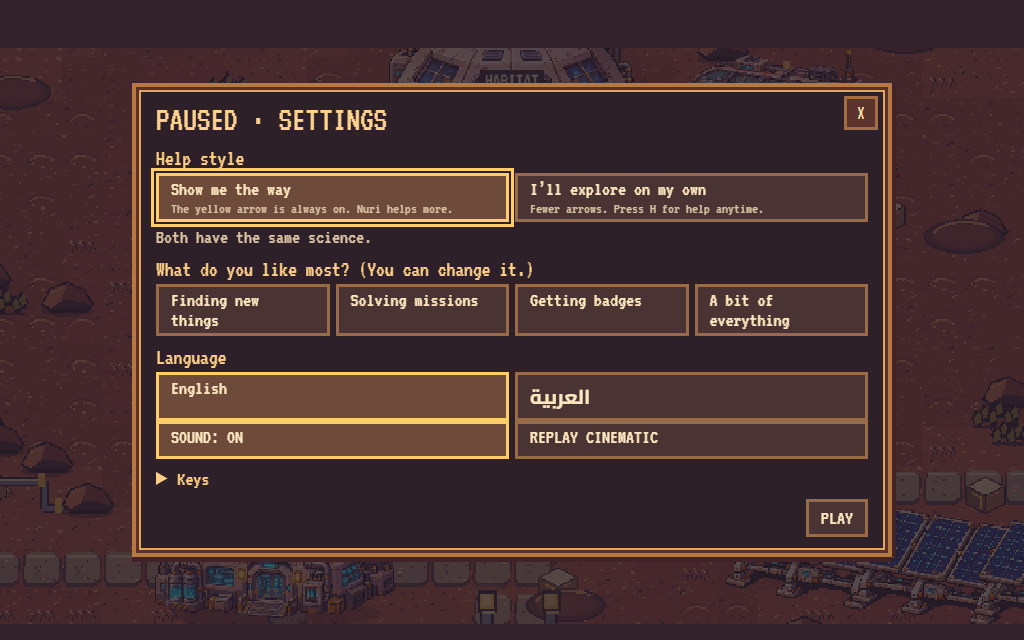 HABITAT
PAUSED · SETTINGS
X
Help style
Show me the way
The yellow arrow is always on. Nuri helps more.
I'll explore on my own
Fewer arrows. Press H for help anytime.
Both have the same science.
What do you like most? (You can change it.)
Finding new
things
Solving missions
Getting badges
A bit of
everything
Language
English
العربية
SOUND: ON
REPLAY CINEMATIC
Keys
PLAY